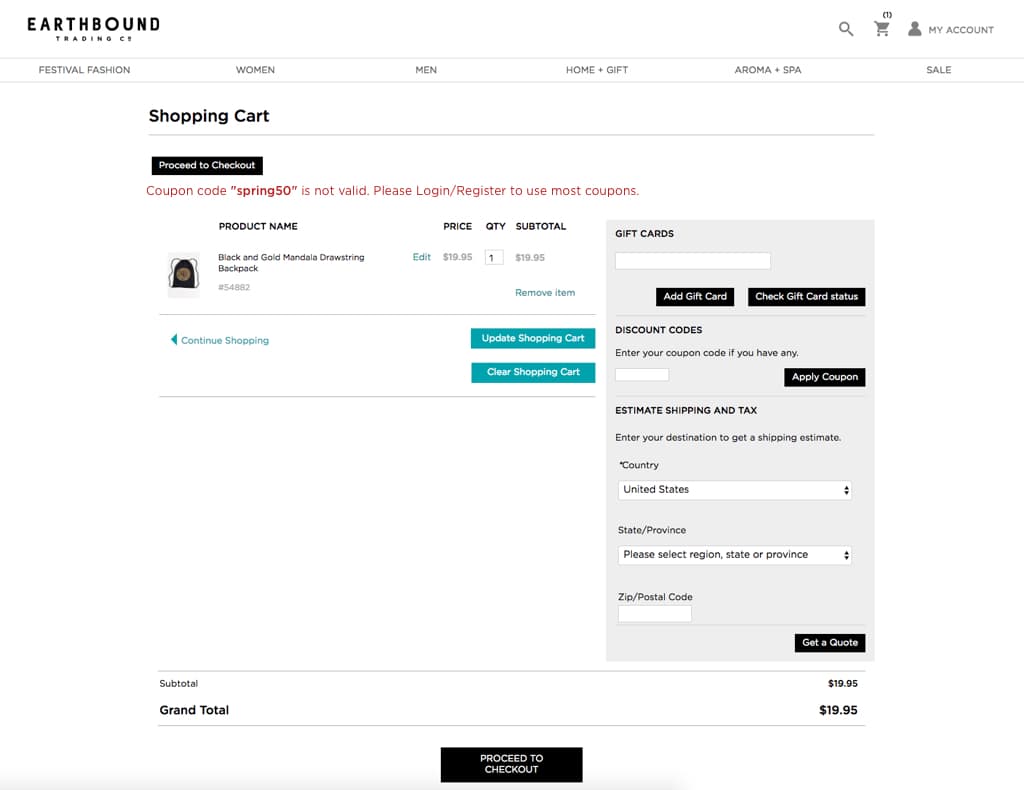 EARTHBOUND
TRADING Co
(1)
MY ACCOUNT
FESTIVAL FASHION
WOMEN
MEN
HOME + GIFT
AROMA + SPA
SALE
Shopping Cart
Proceed to Checkout
Coupon code "spring50" is not valid. Please Login/Register to use most coupons.
PRODUCT NAME PRICE QTY SUBTOTAL
Black and Gold Mandala Drawstring
Backpack
#54882
Edit $19.95 1 $19.95
Remove item
Continue Shopping
Update Shopping Cart
Clear Shopping Cart
GIFT CARDS
Add Gift Card
Check Gift Card status
DISCOUNT CODES
Enter your coupon code if you have any.
Apply Coupon
ESTIMATE SHIPPING AND TAX
Enter your destination to get a shipping estimate.
*Country
United States
State/Province
Please select region, state or province
Zip/Postal Code
Get a Quote
Subtotal $19.95
Grand Total $19.95
PROCEED TO
CHECKOUT